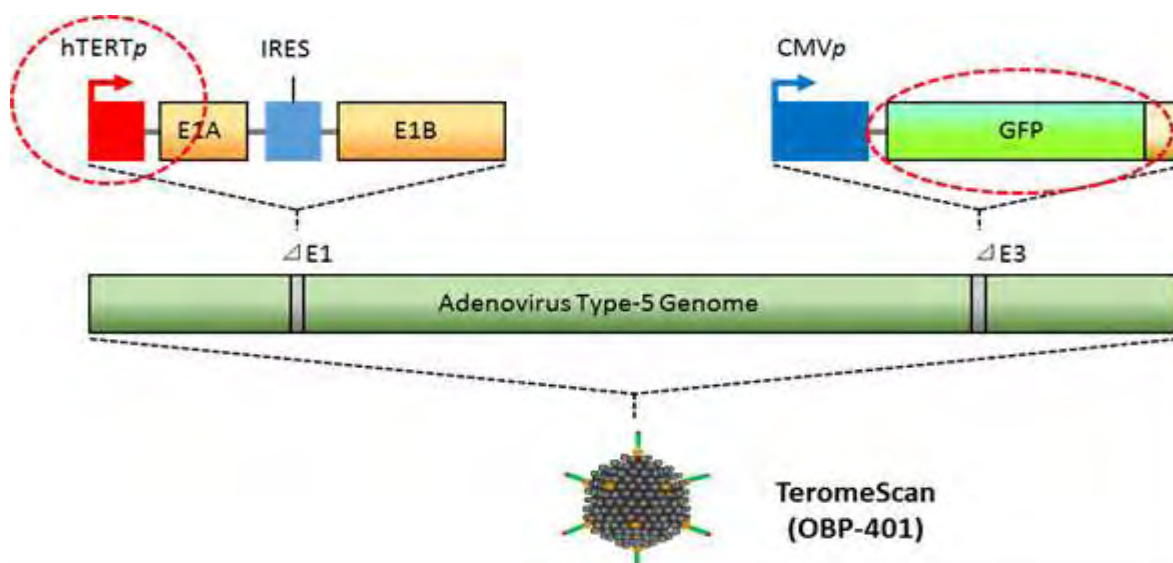 hTERTp
IRES
CMVp
E1A
E1B
GFP
⊿E1
⊿E3
Adenovirus Type-5 Genome
TeromeScan
(OBP-401)